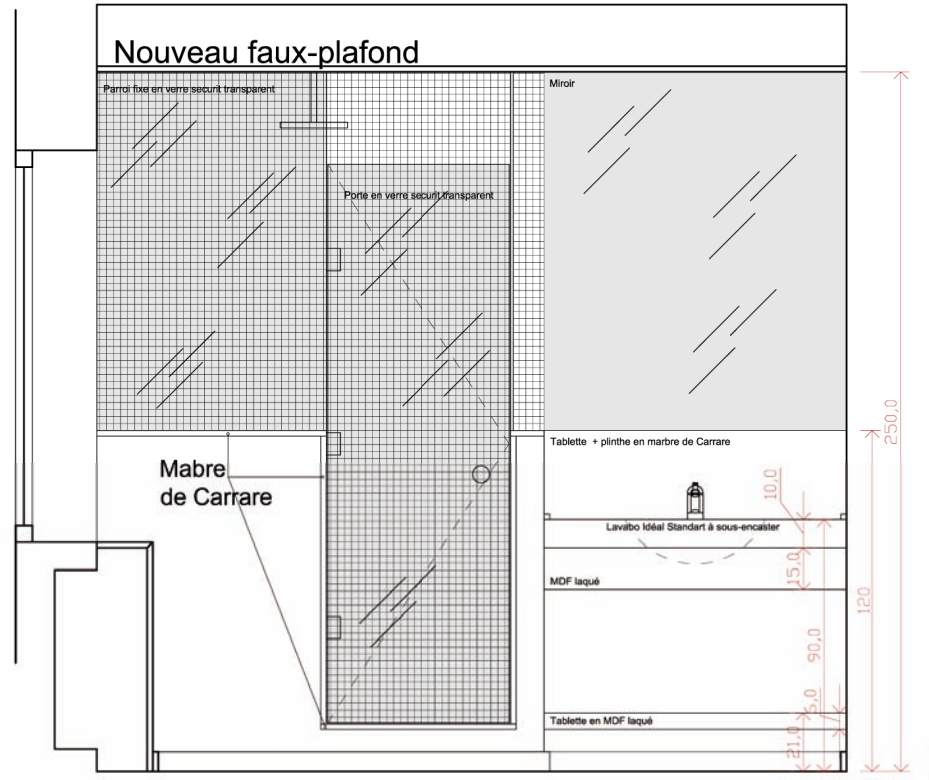 Nouveau faux-plafond
Parroi fixe en verre securit transparent
Miroir
Porte en verre securit transparent
250,0
Tablette + plinthe en marbre de Carrare
Mabre
de Carrare
10,0
Lavabo Idéal Standart à sous-encaster
15,0
MDF laqué
120
90,0
5,0
Tablette en MDF laqué
21,0